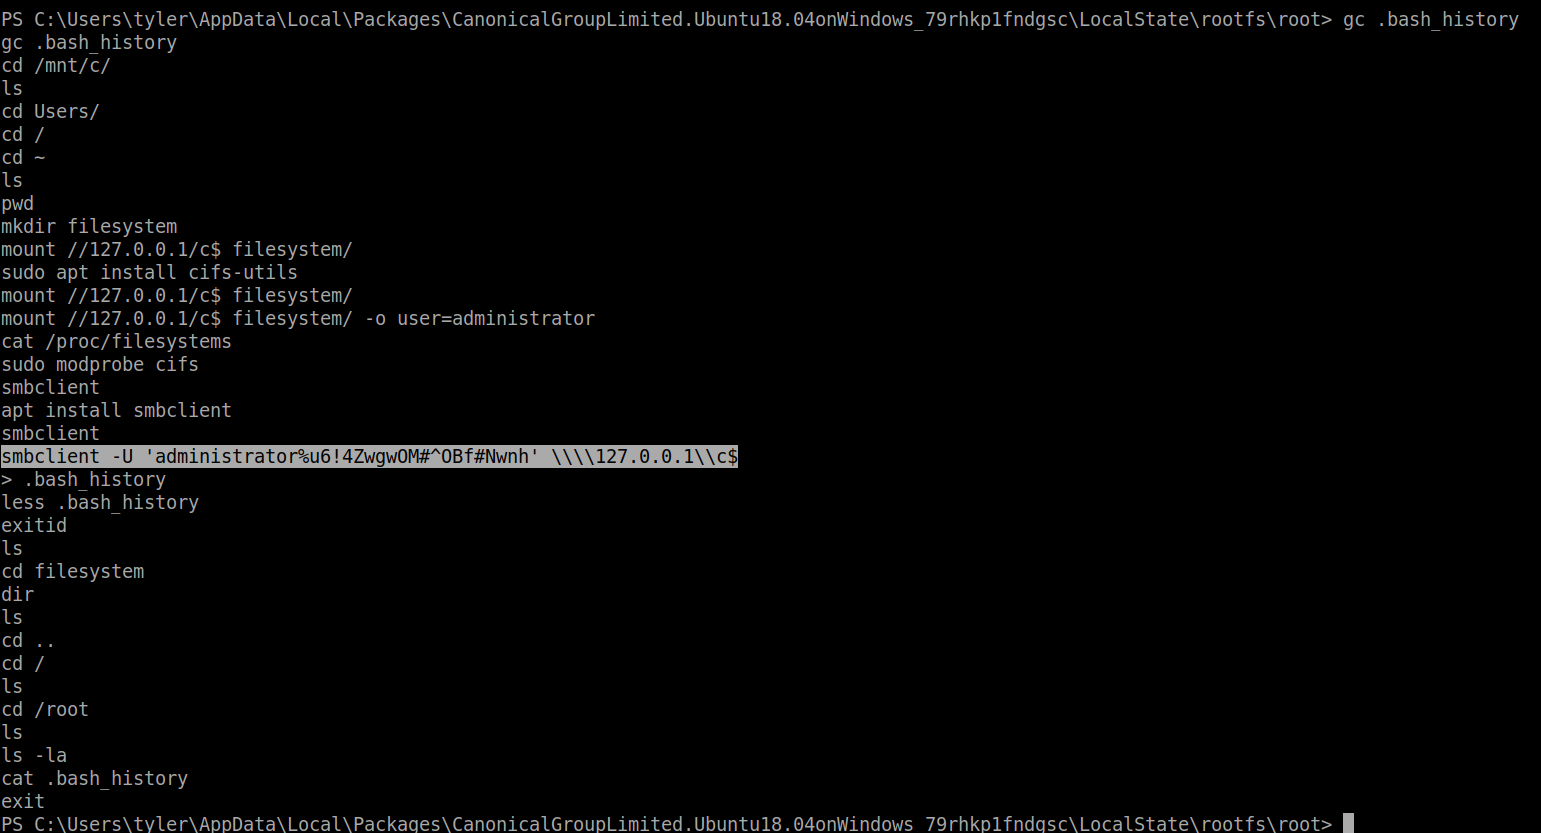 PS C:\Users\tyler\AppData\Local\Packages\CanonicalGroupLimited.Ubuntu18.04onWindows_79rhkp1fndgsc\LocalState\rootfs\root> gc .bash_history
gc .bash_history
cd /mnt/c/
ls
cd Users/
cd /
cd ~
ls
pwd
mkdir filesystem
mount //127.0.0.1/c$ filesystem/
sudo apt install cifs-utils
mount //127.0.0.1/c$ filesystem/
mount //127.0.0.1/c$ filesystem/ -o user=administrator
cat /proc/filesystems
sudo modprobe cifs
smbclient
apt install smbclient
smbclient
smbclient -U 'administrator%u6!4ZwgwOM#^OBf#Nwnh' \\\\127.0.0.1\\c$
> .bash_history
less .bash_history
exitid
ls
cd filesystem
dir
ls
cd ..
cd /
ls
cd /root
ls
ls -la
cat .bash_history
exit
PS C:\Users\tyler\AppData\Local\Packages\CanonicalGroupLimited.Ubuntu18.04onWindows_79rhkp1fndgsc\LocalState\rootfs\root>